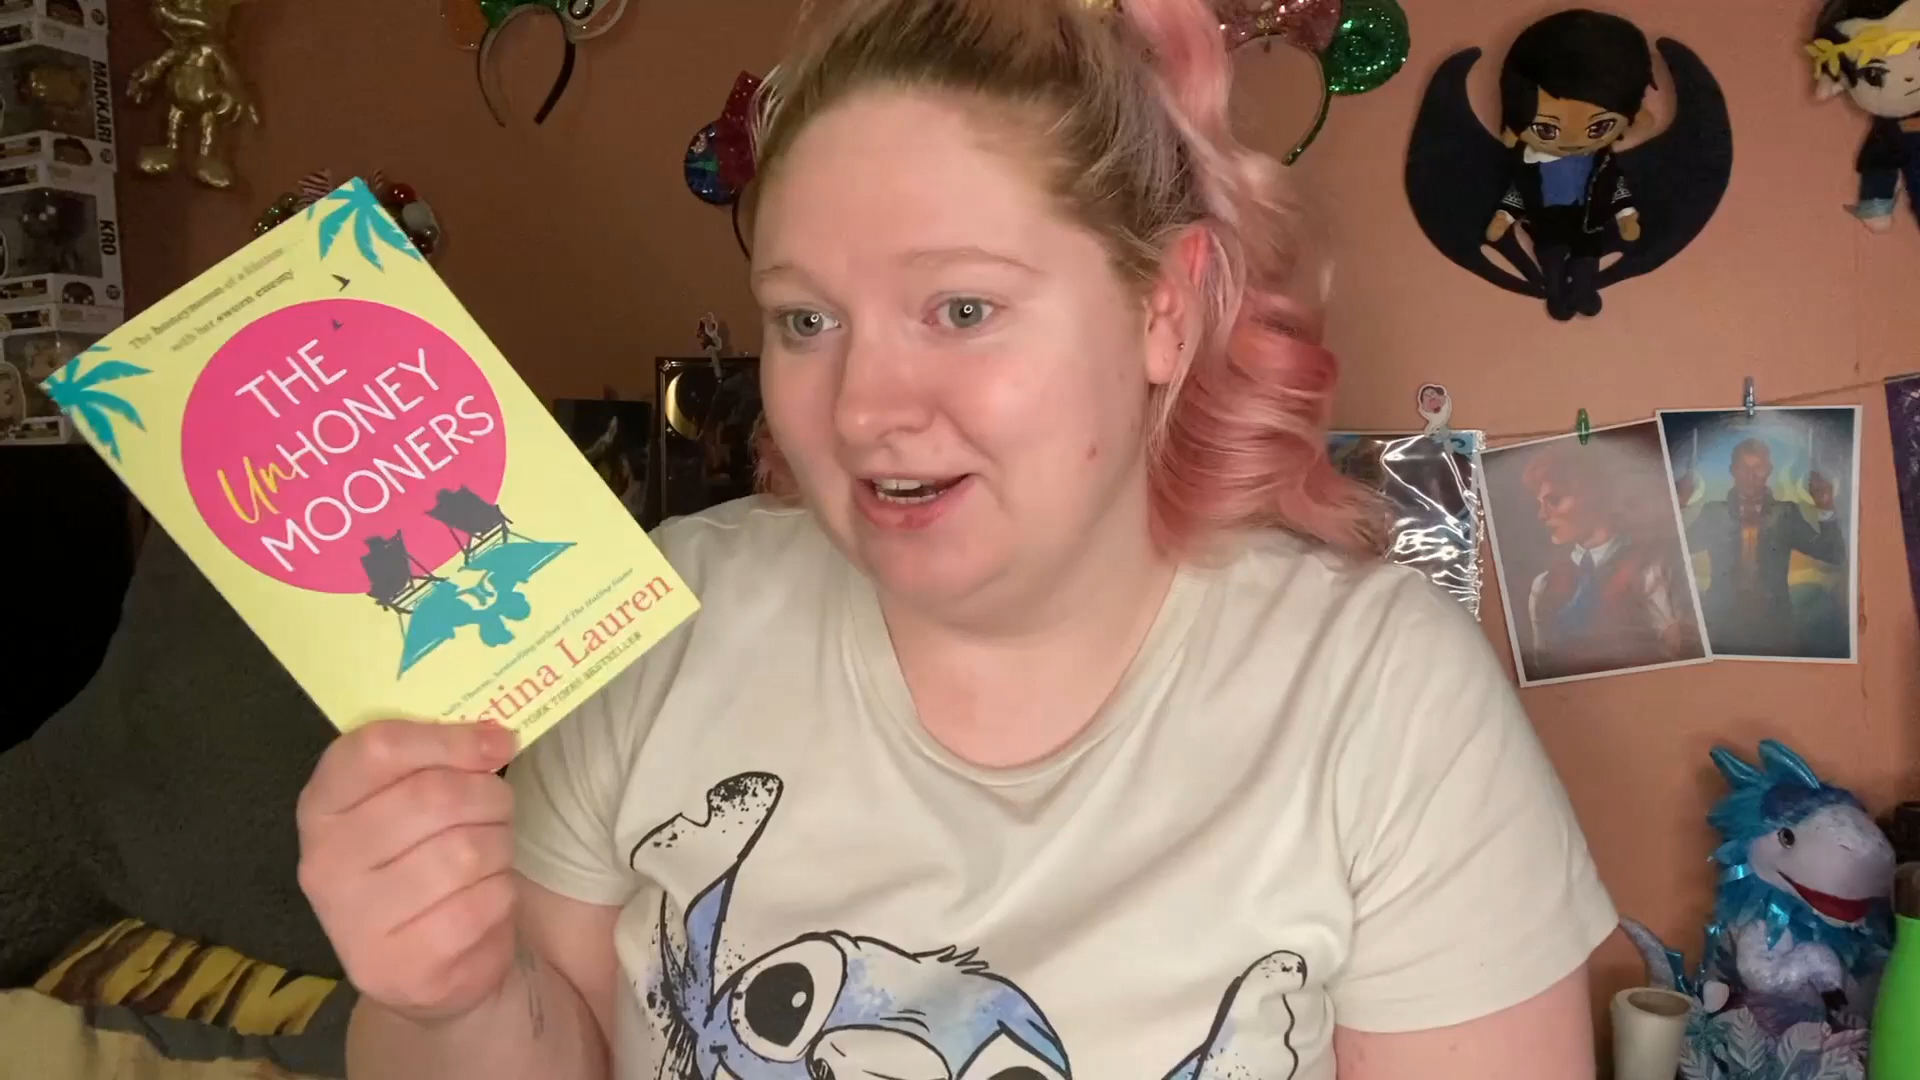 MAKKARI
KRO
The honeymoon of a lifetime
with her sworn enemy
THE
UnHONEY
MOONERS
bestselling author of The Hating Game
stina Lauren
YORK TIMES BESTSELLER